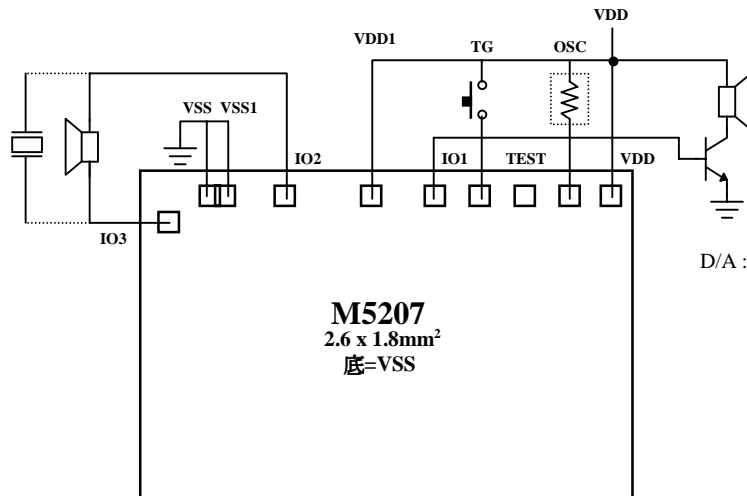 VDD
VDD1
TG
OSC
VSS
VSS1
IO2
IO1
TEST
VDD
IO3
D/A :
M5207
2.6 x 1.8mm²
底=VSS